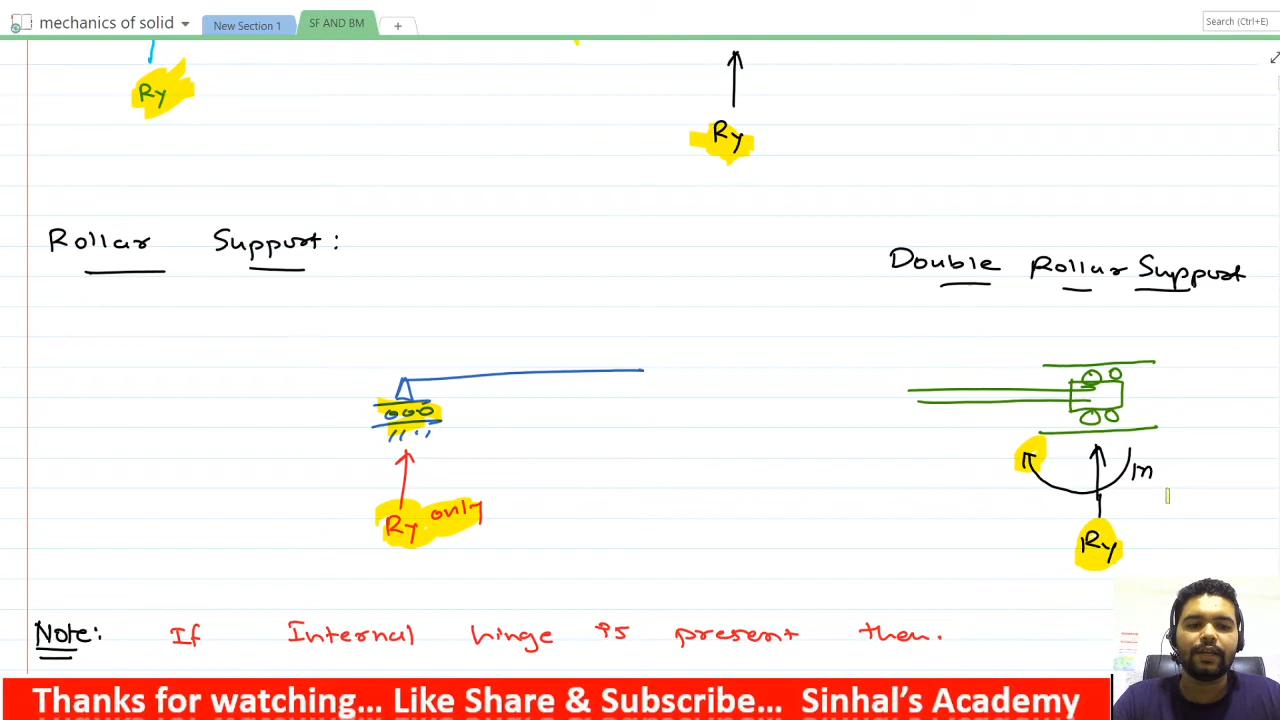 mechanics of solid
New Section 1
SF AND BM
+
Search (Ctrl+E)
Ry
Ry
Rollar Support:
Double Rollar Support
Ry only
m
Ry
Note: If Internal hinge is present then.
Thanks for watching... Like Share & Subscribe... Sinhal's Academy